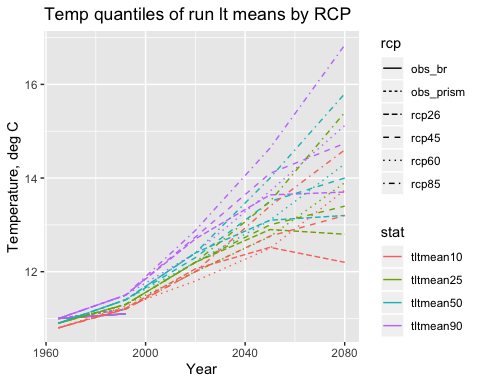 Temp quantiles of run lt means by RCP
Temperature, deg C
16
14
12
1960
2000
2040
2080
Year
rcp
obs_br
obs_prism
rcp26
rcp45
rcp60
rcp85
stat
tltmean10
tltmean25
tltmean50
tltmean90